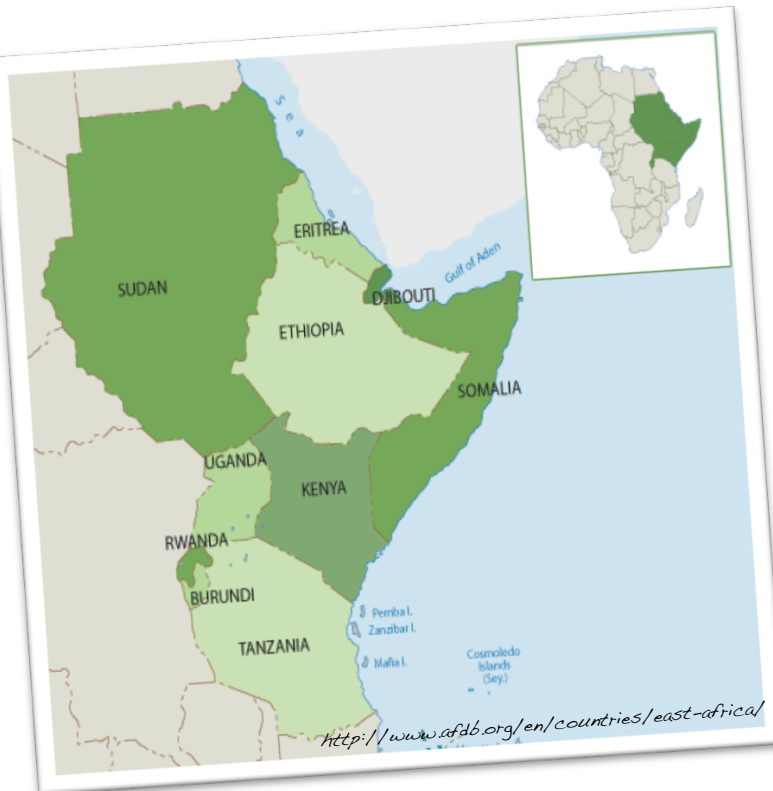 Sea
ERITREA
Gulf of Aden
SUDAN
DJIBOUTI
ETHIOPIA
SOMALIA
UGANDA
KENYA
RWANDA
BURUNDI
Pemba I.
Zanzibar I.
TANZANIA
Mafia I.
Cosmoledo
Islands
(Sey.)
http://www.afdb.org/en/countries/east-africa/